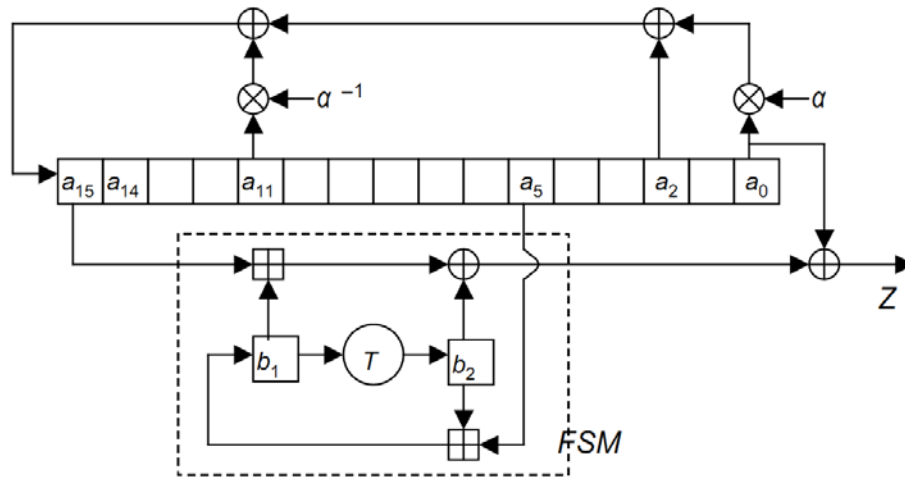 α⁻¹
α
a₁₅ a₁₄ a₁₁ a₅ a₂ a₀
Z
b₁ T b₂
FSM